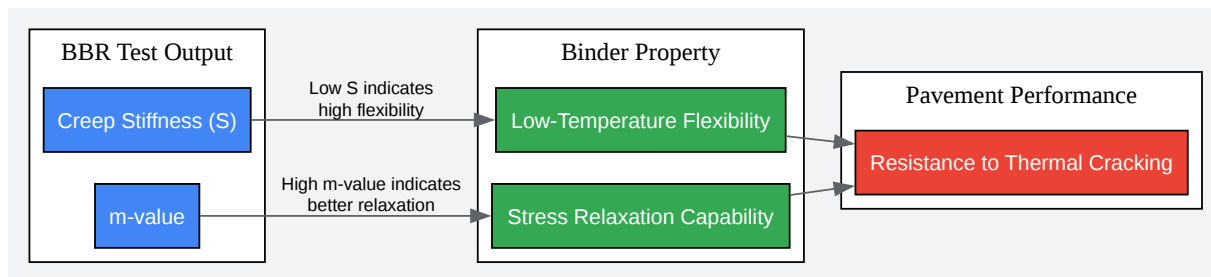 BBR Test Output
Creep Stiffness (S)
m-value
Low S indicates
high flexibility
High m-value indicates
better relaxation
Binder Property
Low-Temperature Flexibility
Stress Relaxation Capability
Pavement Performance
Resistance to Thermal Cracking